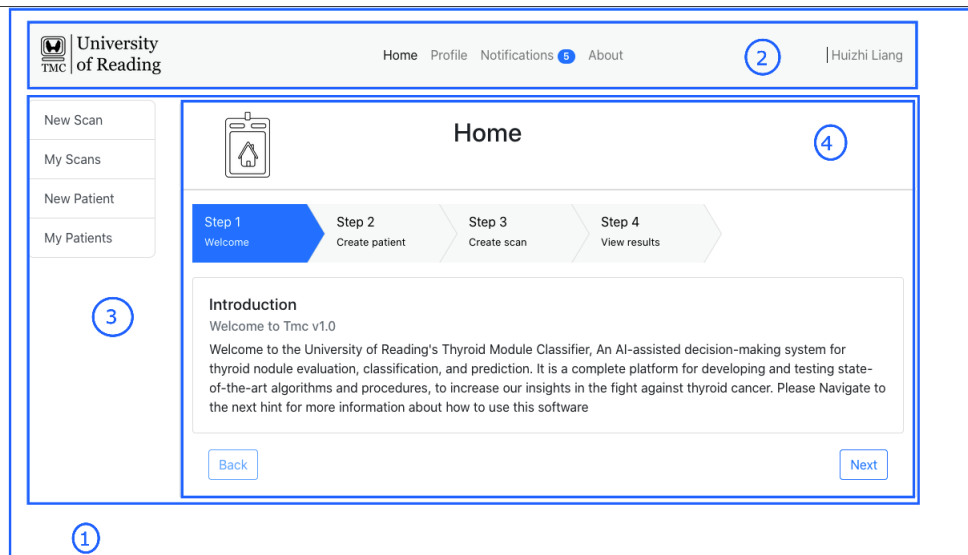 University
of Reading
TMC
Home Profile Notifications 5 About
2
Huizhi Liang
New Scan
My Scans
New Patient
My Patients
3
Home
4
Step 1
Welcome
Step 2
Create patient
Step 3
Create scan
Step 4
View results
Introduction
Welcome to Tmc v1.0
Welcome to the University of Reading's Thyroid Module Classifier, An AI-assisted decision-making system for
thyroid nodule evaluation, classification, and prediction. It is a complete platform for developing and testing state-
of-the-art algorithms and procedures, to increase our insights in the fight against thyroid cancer. Please Navigate to
the next hint for more information about how to use this software
Back
Next
1